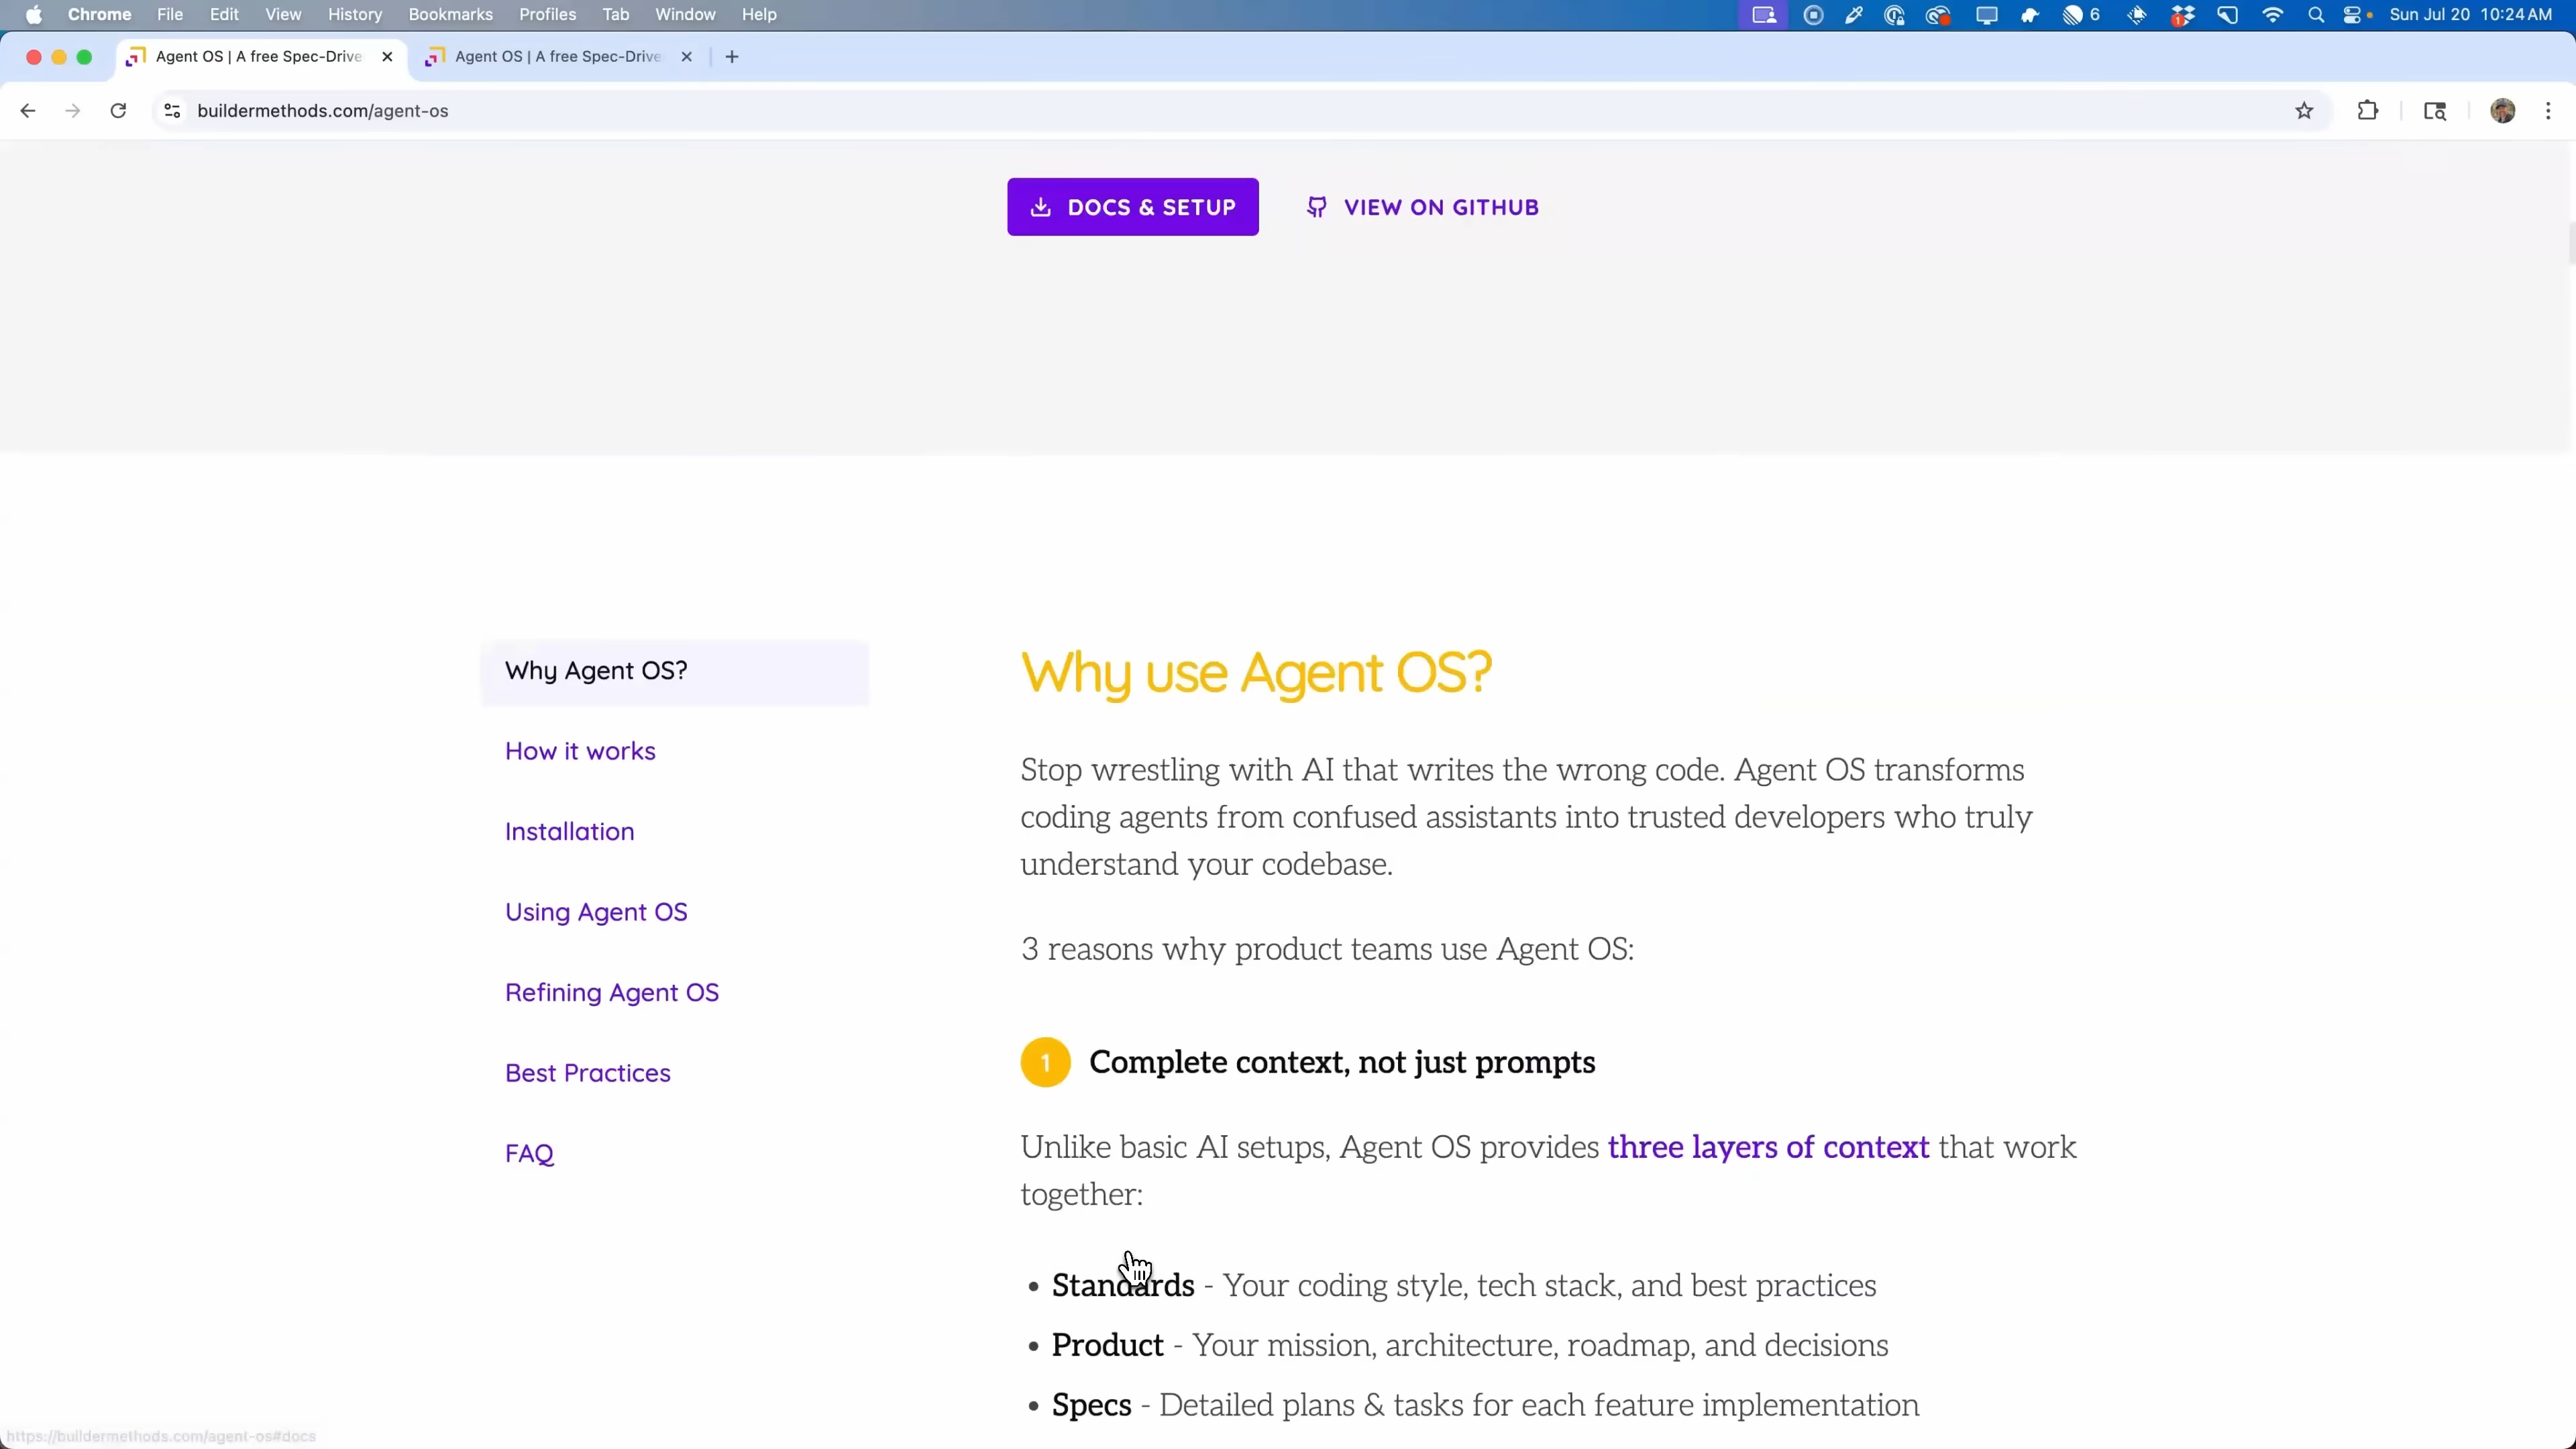 Chrome File Edit View History Bookmarks Profiles Tab Window Help 6 1 Sun Jul 20 10:24 AM
Agent OS | A free Spec-Drive Agent OS | A free Spec-Drive
buildermethods.com/agent-os
DOCS & SETUP VIEW ON GITHUB
Why Agent OS?
How it works
Installation
Using Agent OS
Refining Agent OS
Best Practices
FAQ
Why use Agent OS?
Stop wrestling with AI that writes the wrong code. Agent OS transforms
coding agents from confused assistants into trusted developers who truly
understand your codebase.
3 reasons why product teams use Agent OS:
1 Complete context, not just prompts
Unlike basic AI setups, Agent OS provides three layers of context that work
together:
• Standards - Your coding style, tech stack, and best practices
• Product - Your mission, architecture, roadmap, and decisions
• Specs - Detailed plans & tasks for each feature implementation
https://buildermethods.com/agent-os#docs